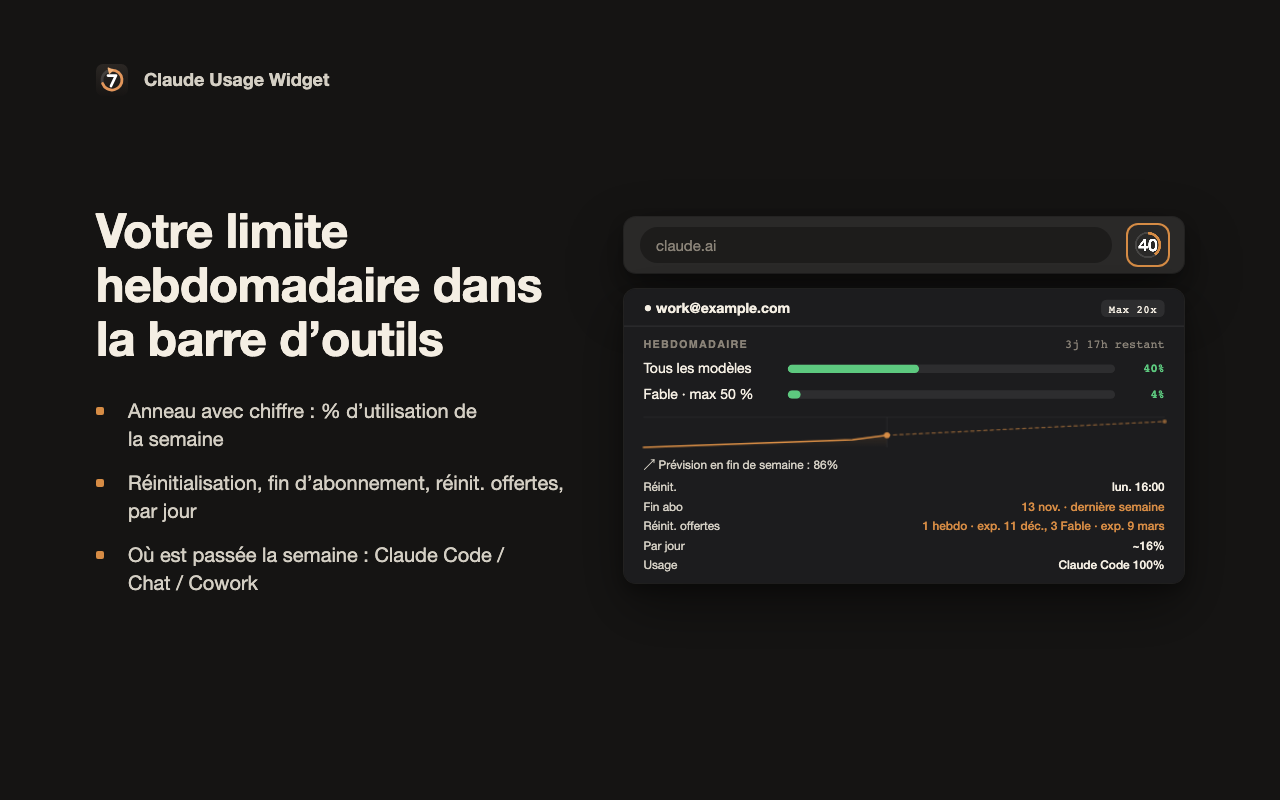 7
Claude Usage Widget
Votre limite
hebdomadaire dans
la barre d’outils
Anneau avec chiffre : % d’utilisation de
la semaine
Réinitialisation, fin d’abonnement, réinit. offertes,
par jour
Où est passée la semaine : Claude Code /
Chat / Cowork
claude.ai
40
work@example.com
Max 20x
HEBDOMADAIRE
3j 17h restant
Tous les modèles
40%
Fable · max 50 %
4%
↗ Prévision en fin de semaine : 86%
Réinit.
lun. 16:00
Fin abo
13 nov. · dernière semaine
Réinit. offertes
1 hebdo · exp. 11 déc., 3 Fable · exp. 9 mars
Par jour
~16%
Usage
Claude Code 100%